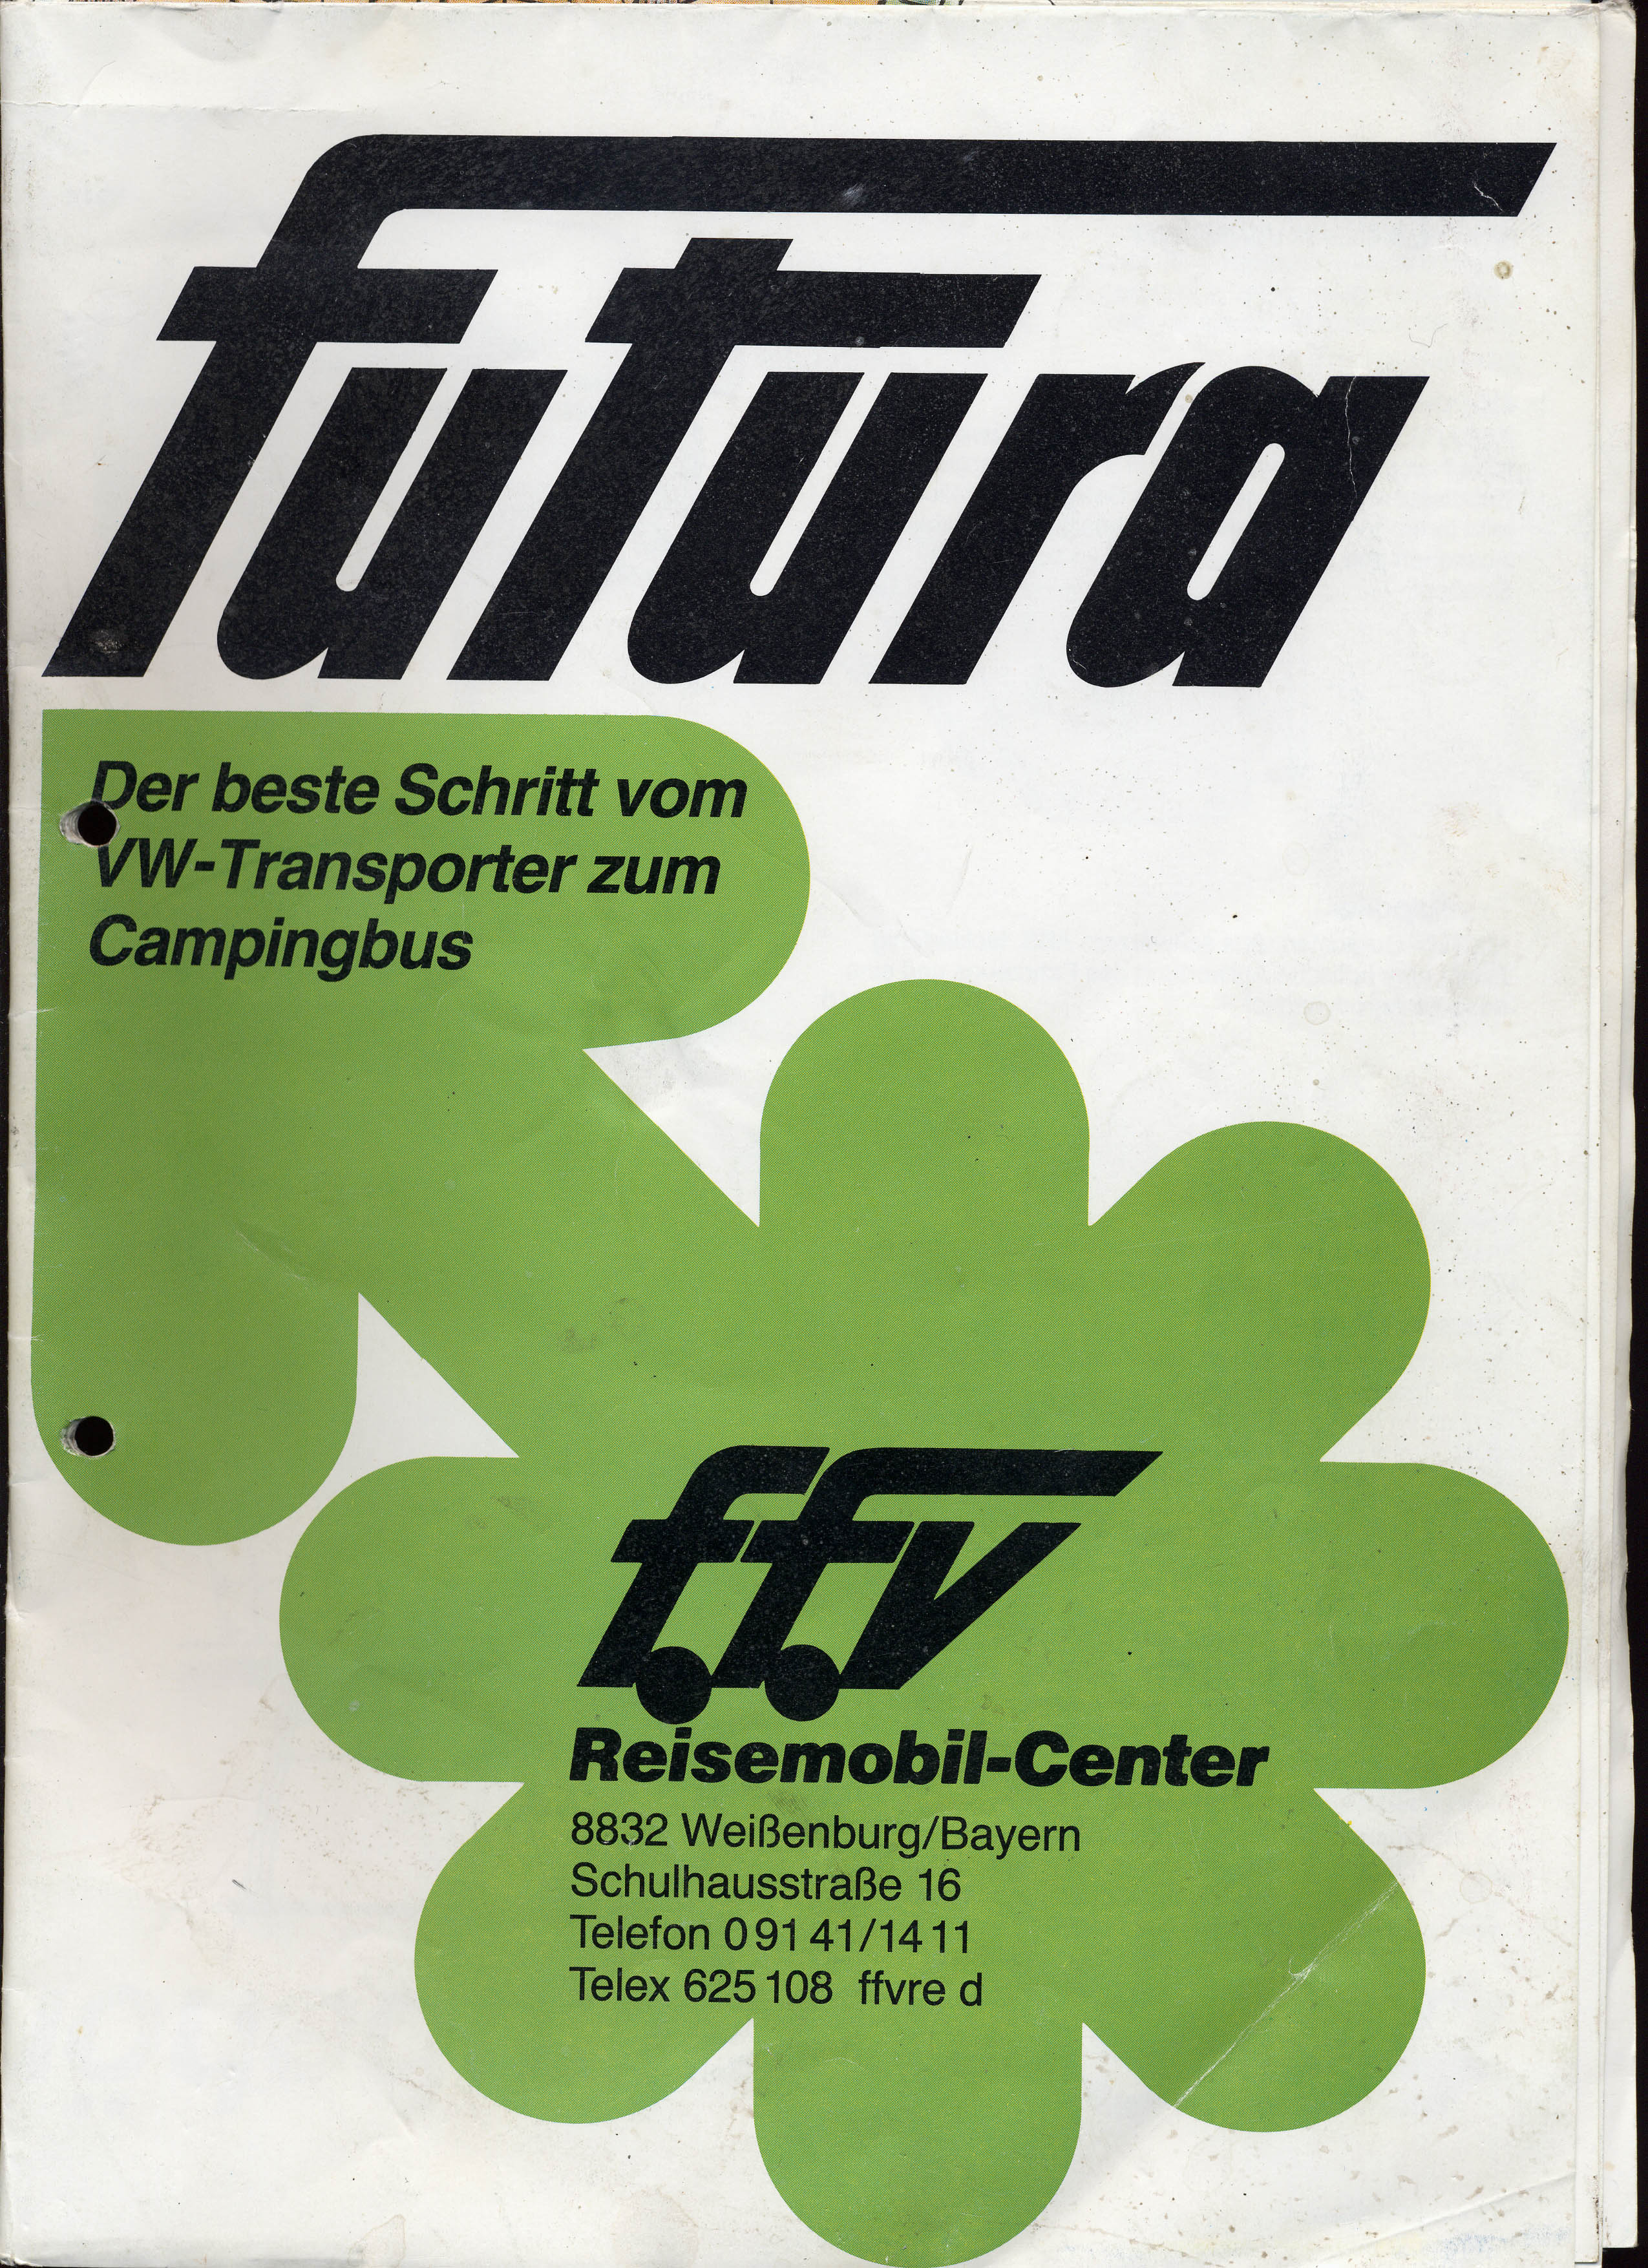 futura
Der beste Schritt vom
VW-Transporter zum
Campingbus
ffv
Reisemobil-Center
8832 Weißenburg/Bayern
Schulhausstraße 16
Telefon 0 91 41/14 11
Telex 625 108 ffvre d